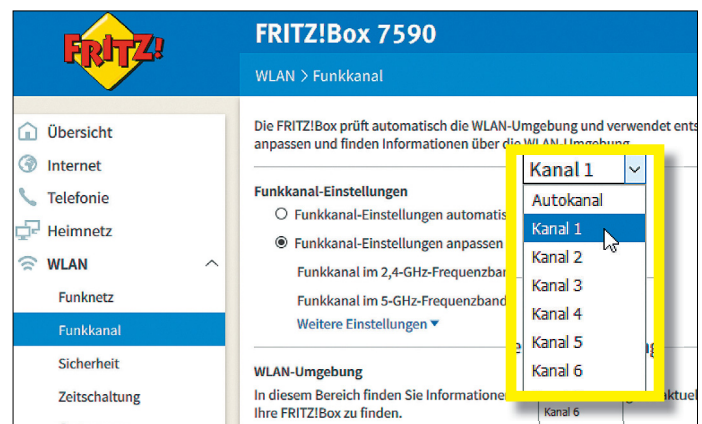 FRITZ!
FRITZ!Box 7590
WLAN > Funkkanal
Übersicht
Internet
Telefonie
Heimnetz
WLAN
Funknetz
Funkkanal
Sicherheit
Zeitschaltung
Die FRITZ!Box prüft automatisch die WLAN-Umgebung und verwendet ents
anpassen und finden Informationen über die WLAN-Umgebung
Funkkanal-Einstellungen
Funkkanal-Einstellungen automatis
Funkkanal-Einstellungen anpassen
Funkkanal im 2,4-GHz-Frequenzba
Funkkanal im 5-GHz-Frequenzband
Weitere Einstellungen
WLAN-Umgebung
In diesem Bereich finden Sie Informatione
aktuel
Ihre FRITZ!Box zu finden.
Kanal 1
Autokanal
Kanal 1
Kanal 2
Kanal 3
Kanal 4
Kanal 5
Kanal 6
Kanal 6